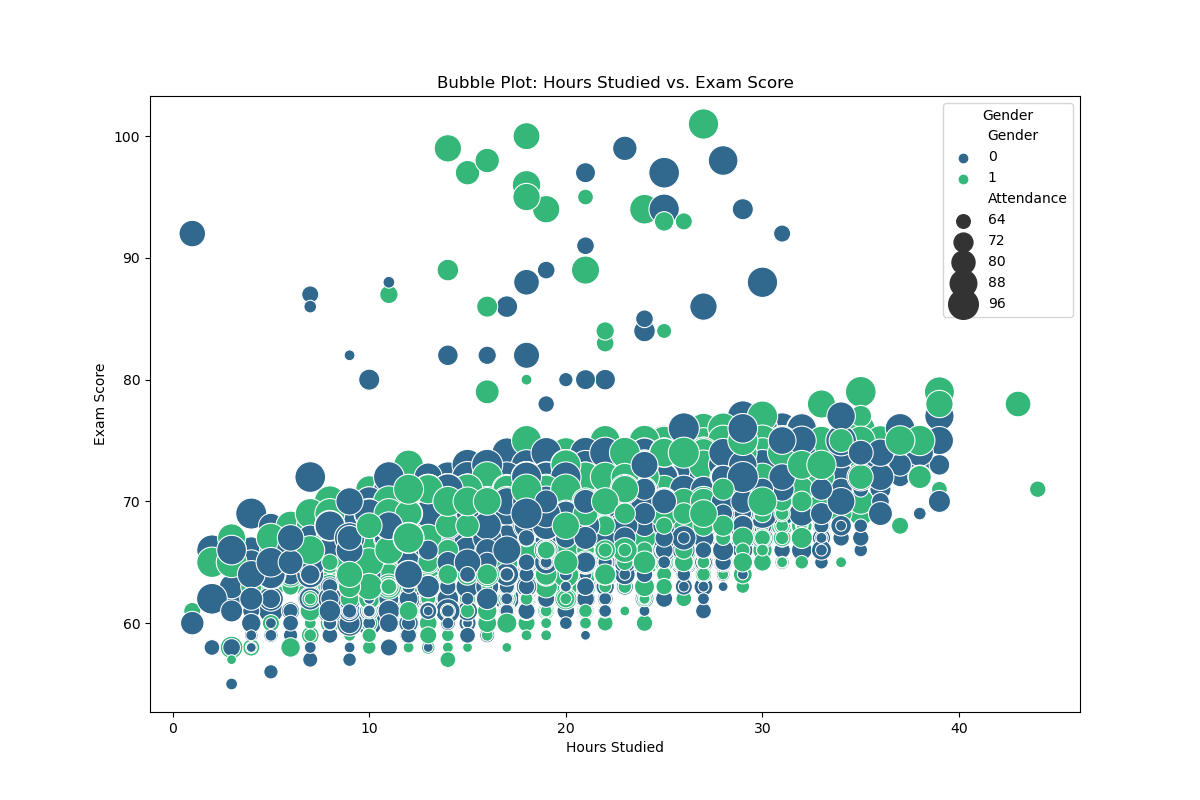 Bubble Plot: Hours Studied vs. Exam Score
Gender
Gender
0
1
Attendance
64
72
80
88
96
100
90
80
70
60
Exam Score
0 10 20 30 40
Hours Studied